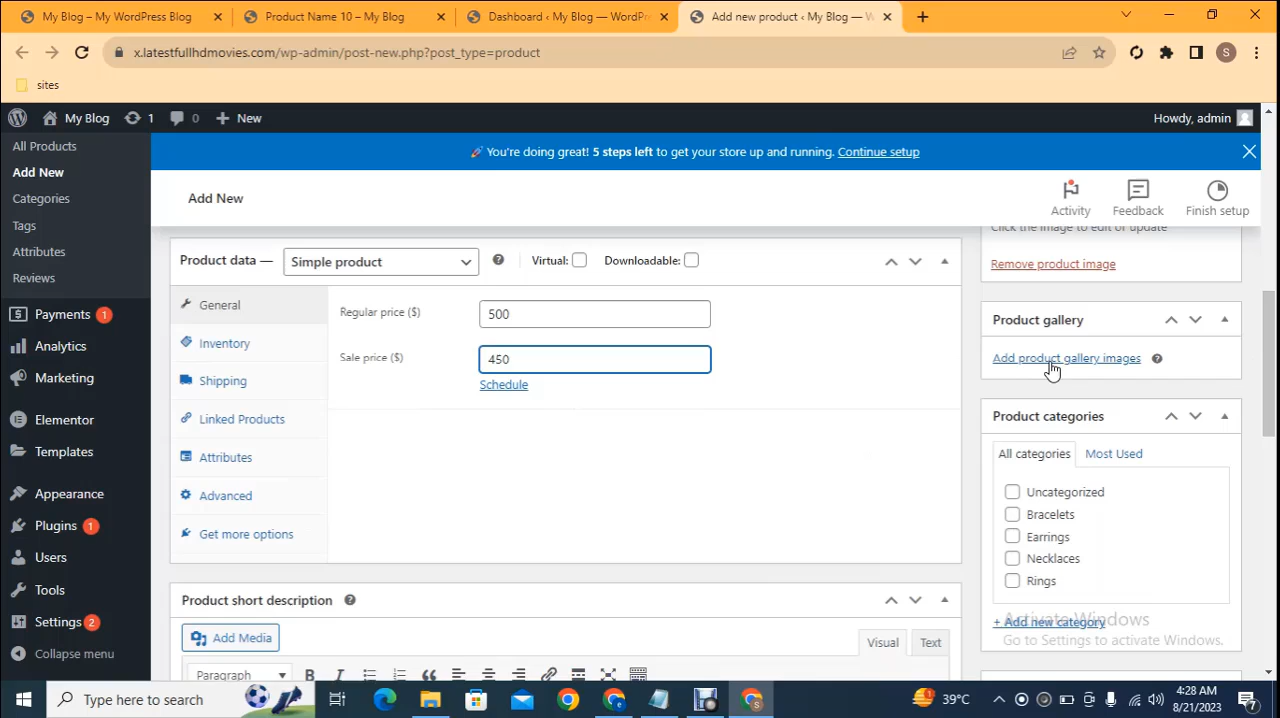 My Blog – My WordPress Blog
Product Name 10 – My Blog
Dashboard ‹ My Blog — WordPr
Add new product ‹ My Blog — W
x.latestfullhdmovies.com/wp-admin/post-new.php?post_type=product
S
sites
My Blog
1
0
New
Howdy, admin
All Products
Add New
Categories
Tags
Attributes
Reviews
Payments 1
Analytics
Marketing
Elementor
Templates
Appearance
Plugins 1
Users
Tools
Settings 2
Collapse menu
You're doing great! 5 steps left to get your store up and running. Continue setup
Add New
Activity
Feedback
Finish setup
Product data —
Simple product
Virtual:
Downloadable:
General
Inventory
Shipping
Linked Products
Attributes
Advanced
Get more options
Regular price ($)
500
Sale price ($)
450
Schedule
Product short description
Add Media
Visual
Text
Paragraph
B
I
Click the image to edit or update
Remove product image
Product gallery
Add product gallery images
Product categories
All categories
Most Used
Uncategorized
Bracelets
Earrings
Necklaces
Rings
+ Add new category
Activate Windows
Go to Settings to activate Windows.
Type here to search
S
1
39°C
4:28 AM
8/21/2023
7